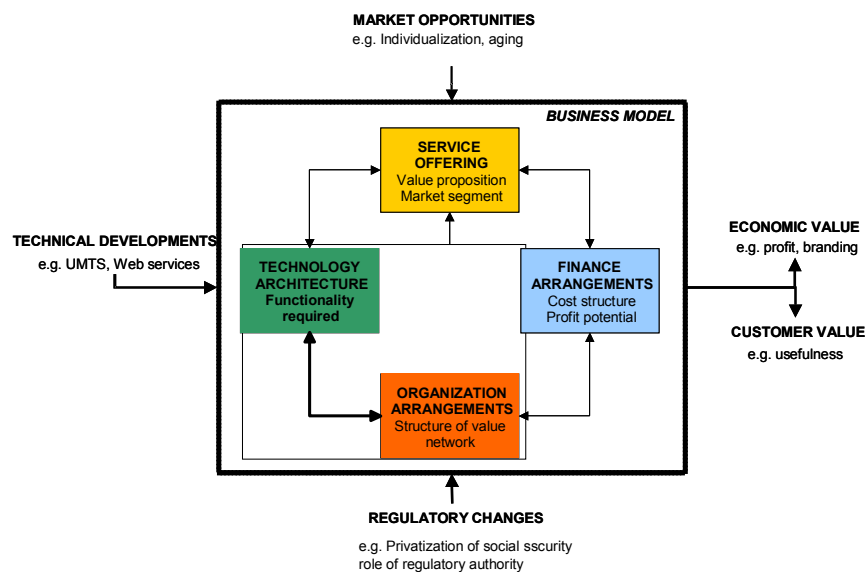 MARKET OPPORTUNITIES
e.g. Individualization, aging
BUSINESS MODEL
SERVICE
OFFERING
Value proposition
Market segment
TECHNICAL DEVELOPMENTS
e.g. UMTS, Web services
TECHNOLOGY
ARCHITECTURE
Functionality
required
FINANCE
ARRANGEMENTS
Cost structure
Profit potential
ECONOMIC VALUE
e.g. profit, branding
CUSTOMER VALUE
e.g. usefulness
ORGANIZATION
ARRANGEMENTS
Structure of value
network
REGULATORY CHANGES
e.g. Privatization of social sscurity
role of regulatory authority